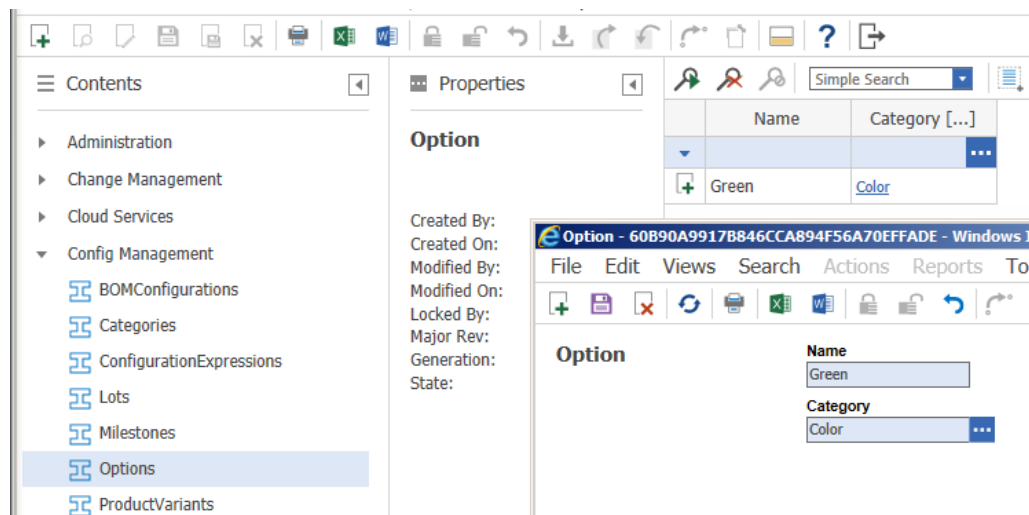 Contents
Administration
Change Management
Cloud Services
Config Management
BOMConfigurations
Categories
ConfigurationExpressions
Lots
Milestones
Options
ProductVariants
Properties
Option
Created By:
Created On:
Modified By:
Modified On:
Locked By:
Major Rev:
Generation:
State:
Simple Search
Name Category [...]
Green Color
Option - 60B90A9917B846CCA894F56A70EFFADE - Windows I
File Edit Views Search Actions Reports To
Option
Name
Green
Category
Color